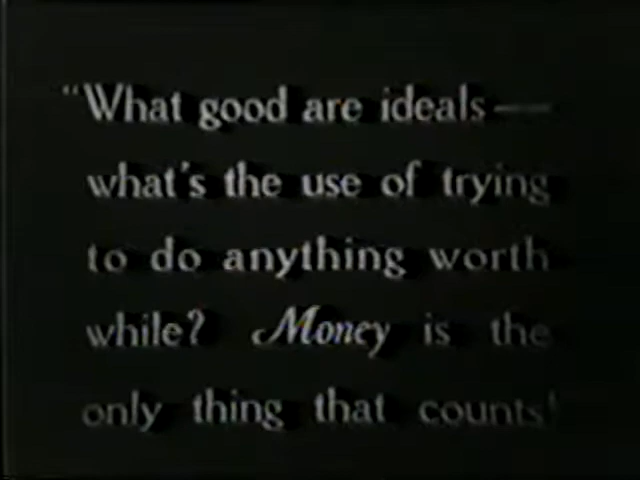 "What good are ideals —
what's the use of trying
to do anything worth
while? Money is the
only thing that counts!